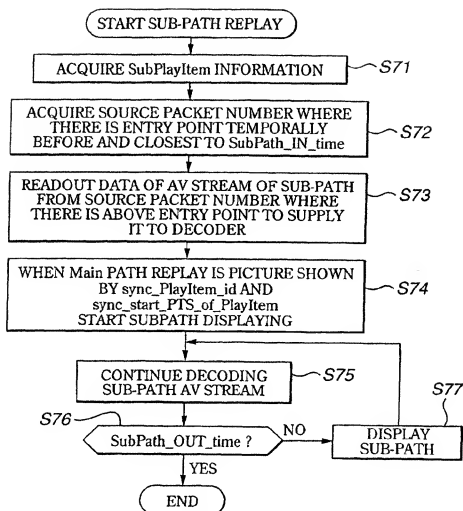 START SUB-PATH REPLAY
ACQUIRE SubPlayItem INFORMATION
S71
ACQUIRE SOURCE PACKET NUMBER WHERE
THERE IS ENTRY POINT TEMPORALLY
BEFORE AND CLOSEST TO SubPath_IN_time
S72
READOUT DATA OF AV STREAM OF SUB-PATH
FROM SOURCE PACKET NUMBER WHERE
THERE IS ABOVE ENTRY POINT TO SUPPLY
IT TO DECODER
S73
WHEN Main PATH REPLAY IS PICTURE SHOWN
BY sync_PlayItem_id AND
sync_start_PTS_of_PlayItem
START SUBPATH DISPLAYING
S74
CONTINUE DECODING
SUB-PATH AV STREAM
S75
S76
SubPath_OUT_time ?
NO
S77
DISPLAY
SUB-PATH
YES
END